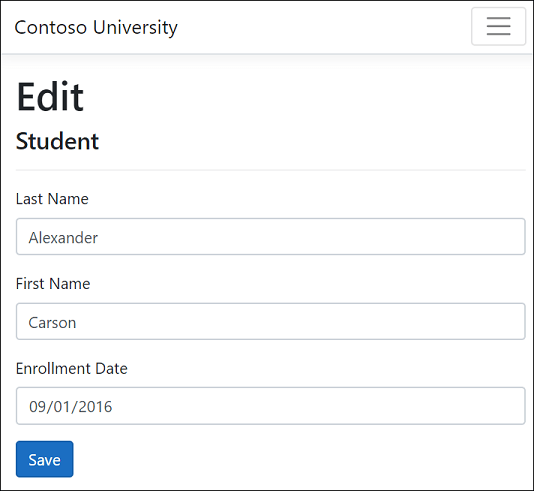 Contoso University
Edit
Student
Last Name
Alexander
First Name
Carson
Enrollment Date
09/01/2016
Save